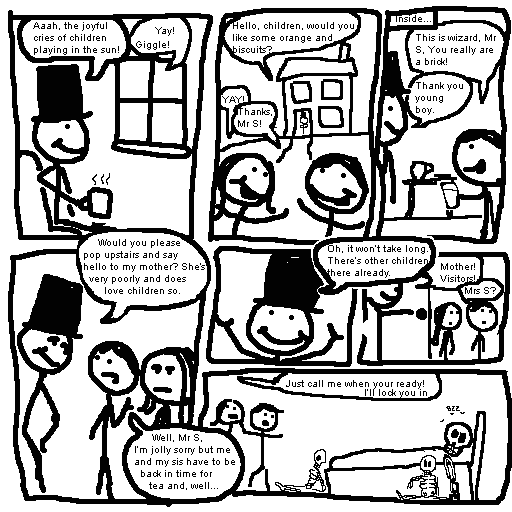 Aaah, the joyful
cries of children
playing in the sun!
Yay!
Giggle!
Hello, children, would you
like some orange and
biscuits?
YAY!
Thanks,
Mr S!
Inside...
This is wizard, Mr
S, You really are
a brick!
Thank you
young
boy.
Would you please
pop upstairs and say
hello to my mother? She's
very poorly and does
love children so.
Well, Mr S,
I'm jolly sorry but me
and my sis have to be
back in time for
tea and, well...
Oh, it won't take long.
There's other children
there already.
Mother!
Visitors!
Mrs S?
Just call me when your ready!
I'll lock you in
BZZ